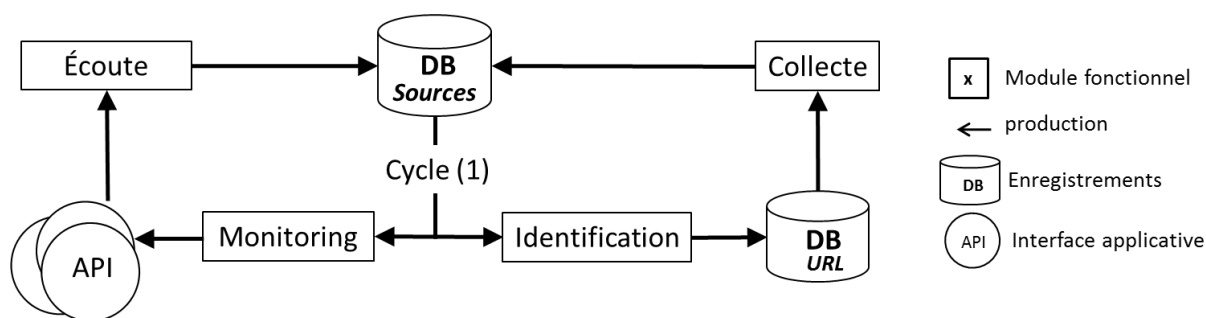 Écoute
DB
Sources
Collecte
Cycle (1)
API
Monitoring
Identification
DB
URL
x Module fonctionnel
production
DB Enregistrements
API Interface applicative